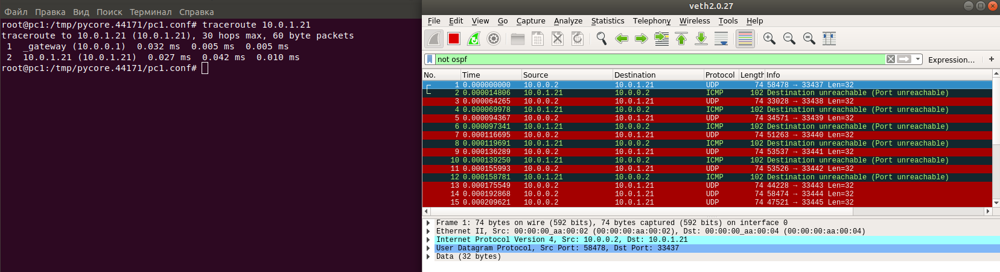 Файл Правка Вид Поиск Терминал Справка
root@pc1:/tmp/pycore.44171/pc1.conf# traceroute 10.0.1.21
traceroute to 10.0.1.21 (10.0.1.21), 30 hops max, 60 byte packets
1 _gateway (10.0.0.1) 0.032 ms 0.005 ms 0.005 ms
2 10.0.1.21 (10.0.1.21) 0.027 ms 0.042 ms 0.010 ms
root@pc1:/tmp/pycore.44171/pc1.conf#
veth2.0.27
File Edit View Go Capture Analyze Statistics Telephony Wireless Tools Help
not ospf Expression... +
No. Time Source Destination Protocol Length Info
1 0.000000000 10.0.0.2 10.0.1.21 UDP 74 58478 → 33437 Len=32
2 0.000014806 10.0.1.21 10.0.0.2 ICMP 102 Destination unreachable (Port unreachable)
3 0.000064265 10.0.0.2 10.0.1.21 UDP 74 33028 → 33438 Len=32
4 0.000069978 10.0.1.21 10.0.0.2 ICMP 102 Destination unreachable (Port unreachable)
5 0.000094367 10.0.0.2 10.0.1.21 UDP 74 34571 → 33439 Len=32
6 0.000097341 10.0.1.21 10.0.0.2 ICMP 102 Destination unreachable (Port unreachable)
7 0.000116695 10.0.0.2 10.0.1.21 UDP 74 51263 → 33440 Len=32
8 0.000119691 10.0.1.21 10.0.0.2 ICMP 102 Destination unreachable (Port unreachable)
9 0.000136289 10.0.0.2 10.0.1.21 UDP 74 53537 → 33441 Len=32
10 0.000139250 10.0.1.21 10.0.0.2 ICMP 102 Destination unreachable (Port unreachable)
11 0.000155993 10.0.0.2 10.0.1.21 UDP 74 53526 → 33442 Len=32
12 0.000158781 10.0.1.21 10.0.0.2 ICMP 102 Destination unreachable (Port unreachable)
13 0.000175549 10.0.0.2 10.0.1.21 UDP 74 44228 → 33443 Len=32
14 0.000192868 10.0.0.2 10.0.1.21 UDP 74 58474 → 33444 Len=32
15 0.000209621 10.0.0.2 10.0.1.21 UDP 74 47521 → 33445 Len=32
Frame 1: 74 bytes on wire (592 bits), 74 bytes captured (592 bits) on interface 0
Ethernet II, Src: 00:00:00_aa:00:02 (00:00:00:aa:00:02), Dst: 00:00:00_aa:00:04 (00:00:00:aa:00:04)
Internet Protocol Version 4, Src: 10.0.0.2, Dst: 10.0.1.21
User Datagram Protocol, Src Port: 58478, Dst Port: 33437
Data (32 bytes)